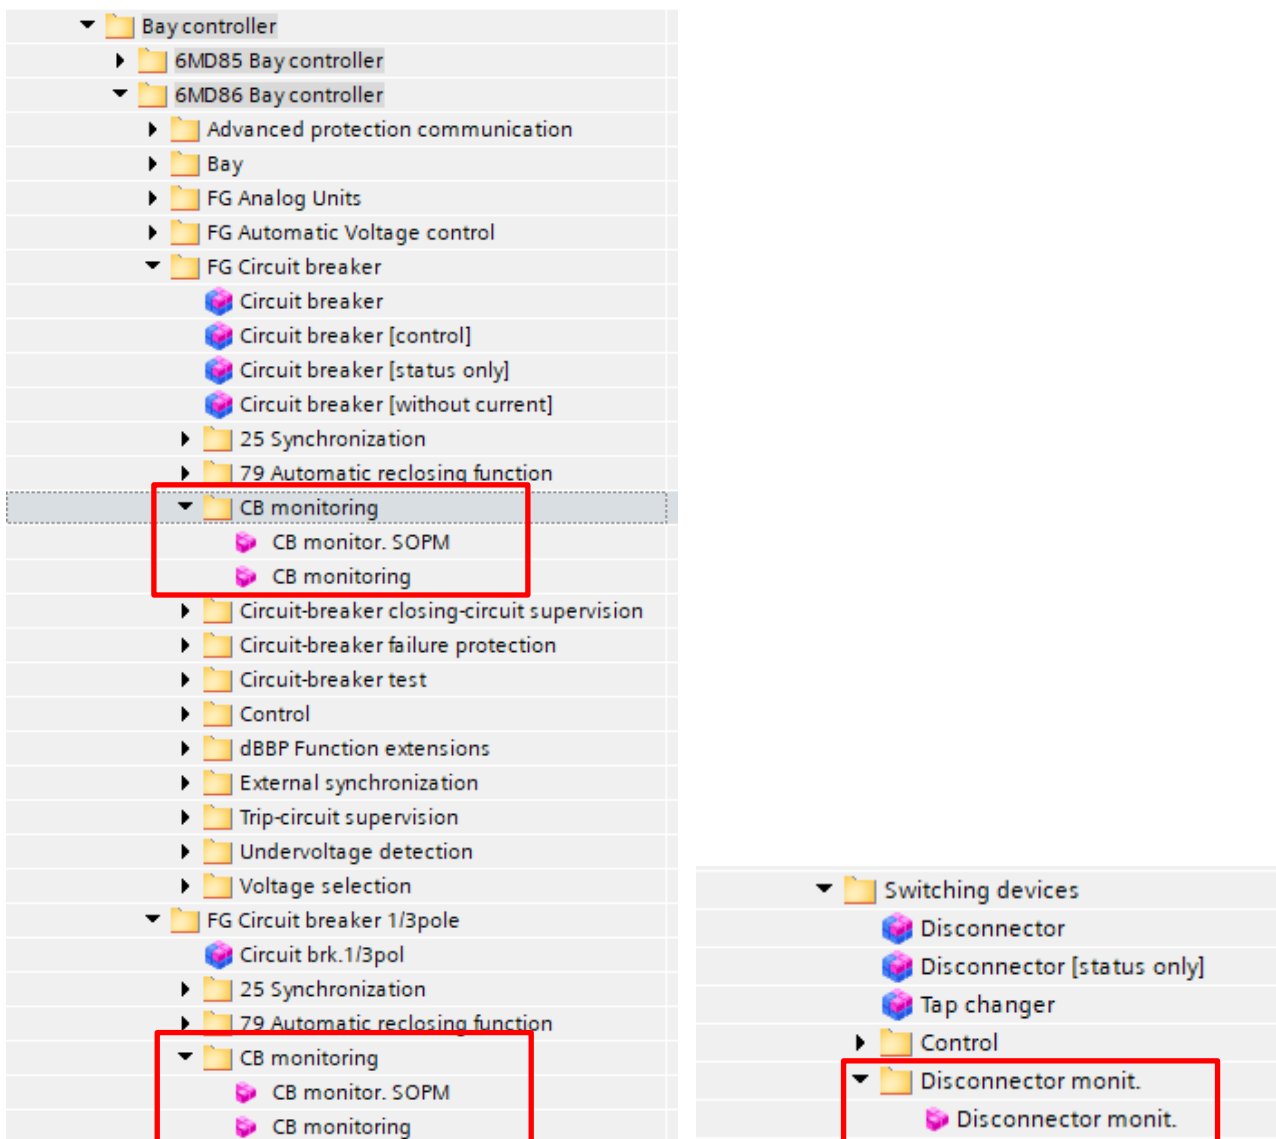 Bay controller
6MD85 Bay controller
6MD86 Bay controller
Advanced protection communication
Bay
FG Analog Units
FG Automatic Voltage control
FG Circuit breaker
Circuit breaker
Circuit breaker [control]
Circuit breaker [status only]
Circuit breaker [without current]
25 Synchronization
79 Automatic reclosing function
CB monitoring
CB monitor. SOPM
CB monitoring
Circuit-breaker closing-circuit supervision
Circuit-breaker failure protection
Circuit-breaker test
Control
dBBP Function extensions
External synchronization
Trip-circuit supervision
Undervoltage detection
Voltage selection
FG Circuit breaker 1/3pole
Circuit brk.1/3pol
25 Synchronization
79 Automatic reclosing function
CB monitoring
CB monitor. SOPM
CB monitoring
Switching devices
Disconnector
Disconnector [status only]
Tap changer
Control
Disconnector monit.
Disconnector monit.